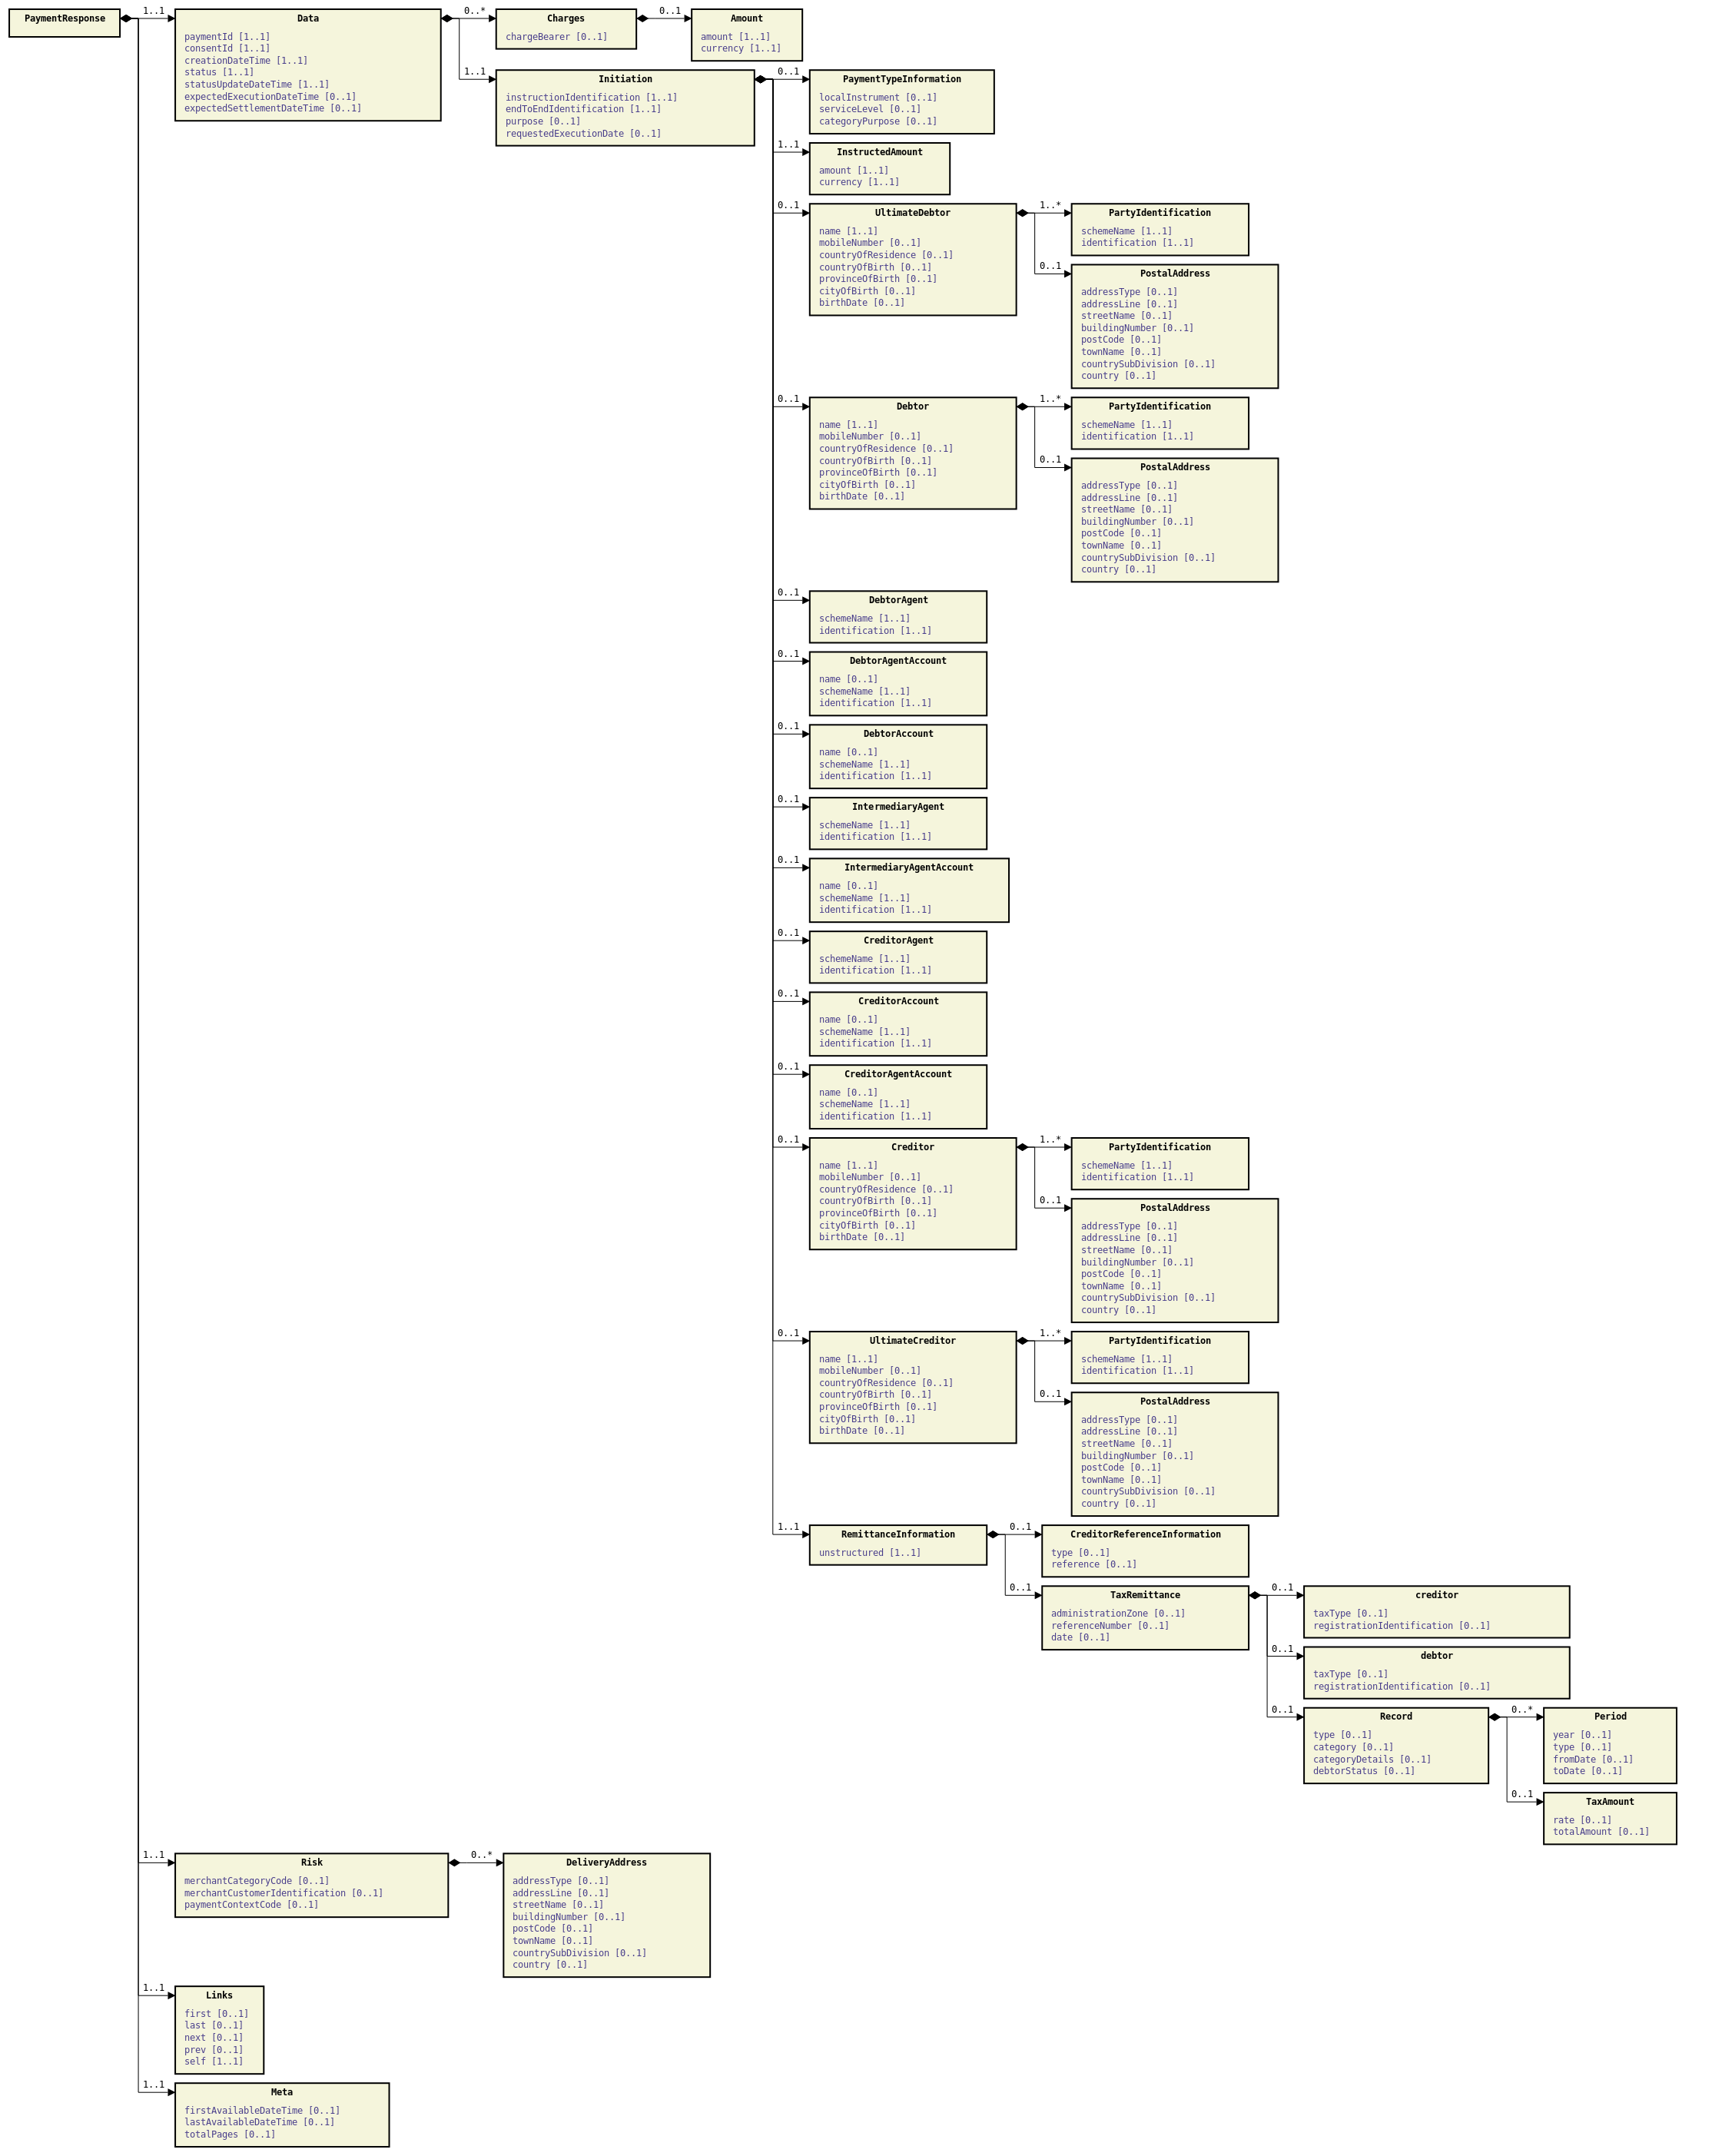 PaymentResponse
1..1
Data
paymentId [1..1]
consentId [1..1]
creationDateTime [1..1]
status [1..1]
statusUpdateDateTime [1..1]
expectedExecutionDateTime [0..1]
expectedSettlementDateTime [0..1]
0..*
Charges
chargeBearer [0..1]
0..1
Amount
amount [1..1]
currency [1..1]
1..1
Initiation
instructionIdentification [1..1]
endToEndIdentification [1..1]
purpose [0..1]
requestedExecutionDate [0..1]
0..1
PaymentTypeInformation
localInstrument [0..1]
serviceLevel [0..1]
categoryPurpose [0..1]
1..1
InstructedAmount
amount [1..1]
currency [1..1]
0..1
UltimateDebtor
name [1..1]
mobileNumber [0..1]
countryOfResidence [0..1]
countryOfBirth [0..1]
provinceOfBirth [0..1]
cityOfBirth [0..1]
birthDate [0..1]
1..*
PartyIdentification
schemeName [1..1]
identification [1..1]
0..1
PostalAddress
addressType [0..1]
addressLine [0..1]
streetName [0..1]
buildingNumber [0..1]
postCode [0..1]
townName [0..1]
countrySubDivision [0..1]
country [0..1]
0..1
Debtor
name [1..1]
mobileNumber [0..1]
countryOfResidence [0..1]
countryOfBirth [0..1]
provinceOfBirth [0..1]
cityOfBirth [0..1]
birthDate [0..1]
1..*
PartyIdentification
schemeName [1..1]
identification [1..1]
0..1
PostalAddress
addressType [0..1]
addressLine [0..1]
streetName [0..1]
buildingNumber [0..1]
postCode [0..1]
townName [0..1]
countrySubDivision [0..1]
country [0..1]
0..1
DebtorAgent
schemeName [1..1]
identification [1..1]
0..1
DebtorAgentAccount
name [0..1]
schemeName [1..1]
identification [1..1]
0..1
DebtorAccount
name [0..1]
schemeName [1..1]
identification [1..1]
0..1
IntermediaryAgent
schemeName [1..1]
identification [1..1]
0..1
IntermediaryAgentAccount
name [0..1]
schemeName [1..1]
identification [1..1]
0..1
CreditorAgent
schemeName [1..1]
identification [1..1]
0..1
CreditorAccount
name [0..1]
schemeName [1..1]
identification [1..1]
0..1
CreditorAgentAccount
name [0..1]
schemeName [1..1]
identification [1..1]
0..1
Creditor
name [1..1]
mobileNumber [0..1]
countryOfResidence [0..1]
countryOfBirth [0..1]
provinceOfBirth [0..1]
cityOfBirth [0..1]
birthDate [0..1]
1..*
PartyIdentification
schemeName [1..1]
identification [1..1]
0..1
PostalAddress
addressType [0..1]
addressLine [0..1]
streetName [0..1]
buildingNumber [0..1]
postCode [0..1]
townName [0..1]
countrySubDivision [0..1]
country [0..1]
0..1
UltimateCreditor
name [1..1]
mobileNumber [0..1]
countryOfResidence [0..1]
countryOfBirth [0..1]
provinceOfBirth [0..1]
cityOfBirth [0..1]
birthDate [0..1]
1..*
PartyIdentification
schemeName [1..1]
identification [1..1]
0..1
PostalAddress
addressType [0..1]
addressLine [0..1]
streetName [0..1]
buildingNumber [0..1]
postCode [0..1]
townName [0..1]
countrySubDivision [0..1]
country [0..1]
1..1
RemittanceInformation
unstructured [1..1]
0..1
CreditorReferenceInformation
type [0..1]
reference [0..1]
0..1
TaxRemittance
administrationZone [0..1]
referenceNumber [0..1]
date [0..1]
0..1
creditor
taxType [0..1]
registrationIdentification [0..1]
0..1
debtor
taxType [0..1]
registrationIdentification [0..1]
0..1
Record
type [0..1]
category [0..1]
categoryDetails [0..1]
debtorStatus [0..1]
0..*
Period
year [0..1]
type [0..1]
fromDate [0..1]
toDate [0..1]
0..1
TaxAmount
rate [0..1]
totalAmount [0..1]
1..1
Risk
merchantCategoryCode [0..1]
merchantCustomerIdentification [0..1]
paymentContextCode [0..1]
0..*
DeliveryAddress
addressType [0..1]
addressLine [0..1]
streetName [0..1]
buildingNumber [0..1]
postCode [0..1]
townName [0..1]
countrySubDivision [0..1]
country [0..1]
1..1
Links
first [0..1]
last [0..1]
next [0..1]
prev [0..1]
self [1..1]
1..1
Meta
firstAvailableDateTime [0..1]
lastAvailableDateTime [0..1]
totalPages [0..1]